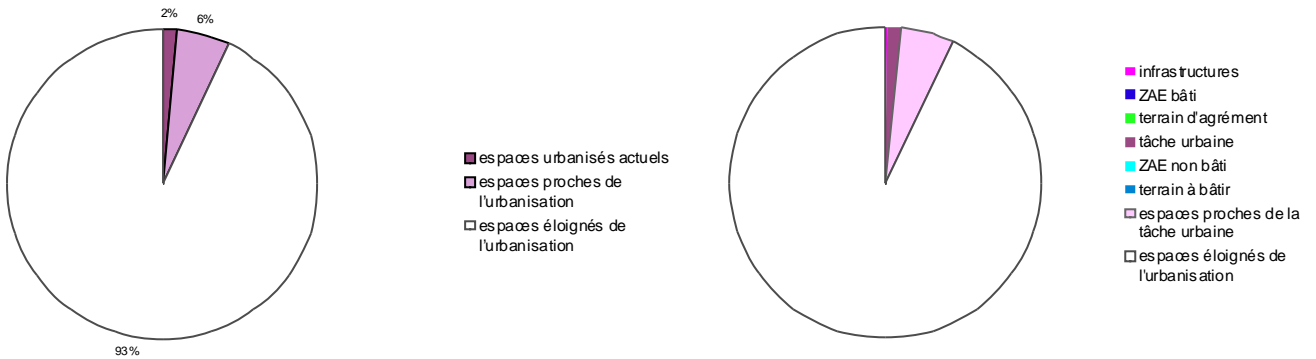 2%
6%
93%
espaces urbanisés actuels
espaces proches de
l'urbanisation
espaces éloignés de
l'urbanisation
infrastructures
ZAE bâti
terrain d'agrément
tâche urbaine
ZAE non bâti
terrain à bâtir
espaces proches de la
tâche urbaine
espaces éloignés de
l'urbanisation